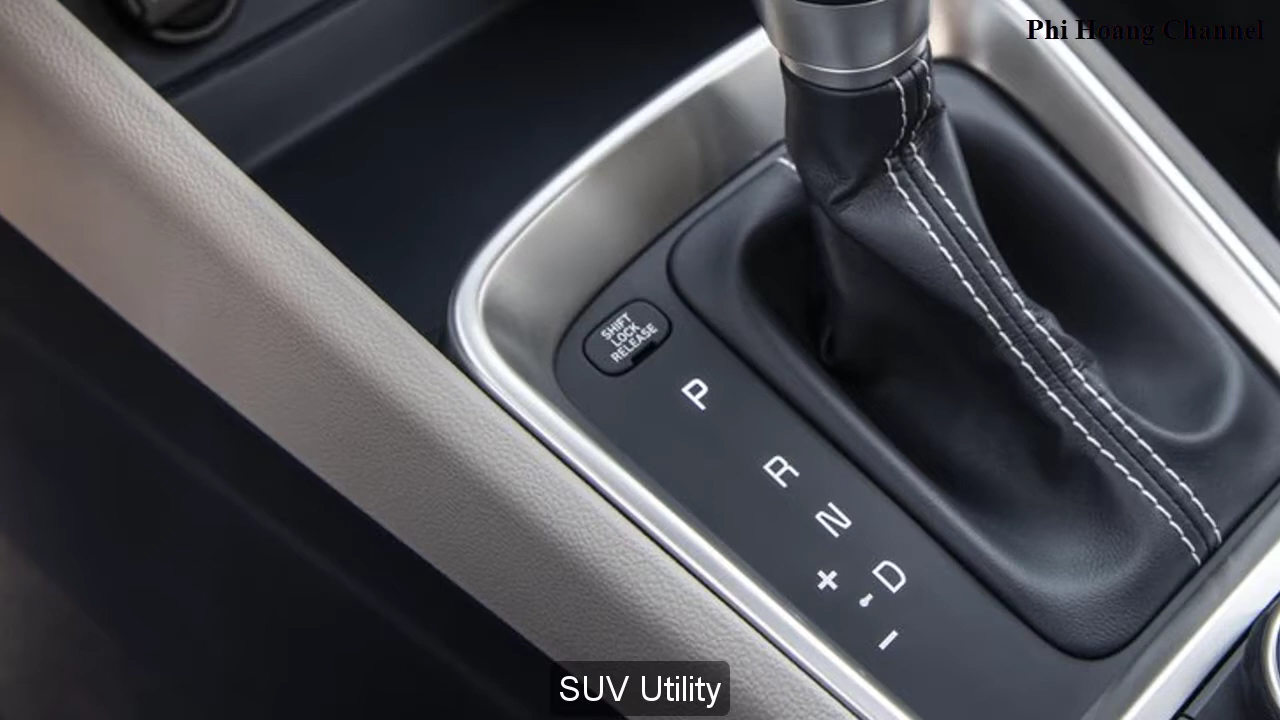 Phi Hoang Channel
SHIFT
LOCK
RELEASE
P
R
N
+ D
−
SUV Utility